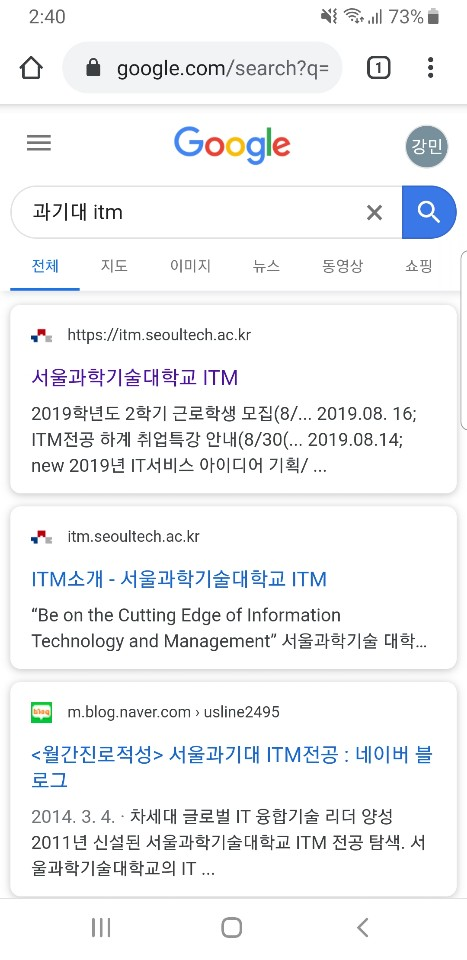 2:40
73%
google.com/search?q=
1
Google
강민
과기대 itm
전체 지도 이미지 뉴스 동영상 쇼핑
https://itm.seoultech.ac.kr
서울과학기술대학교 ITM
2019학년도 2학기 근로학생 모집(8/... 2019.08. 16;
ITM전공 하계 취업특강 안내(8/30(... 2019.08.14;
new 2019년 IT서비스 아이디어 기획/ ...
itm.seoultech.ac.kr
ITM소개 - 서울과학기술대학교 ITM
“Be on the Cutting Edge of Information
Technology and Management” 서울과학기술 대학...
blog
m.blog.naver.com › usline2495
<월간진로적성> 서울과기대 ITM전공 : 네이버 블
로그
2014. 3. 4. · 차세대 글로벌 IT 융합기술 리더 양성
2011년 신설된 서울과학기술대학교 ITM 전공 탐색. 서
울과학기술대학교의 IT ...